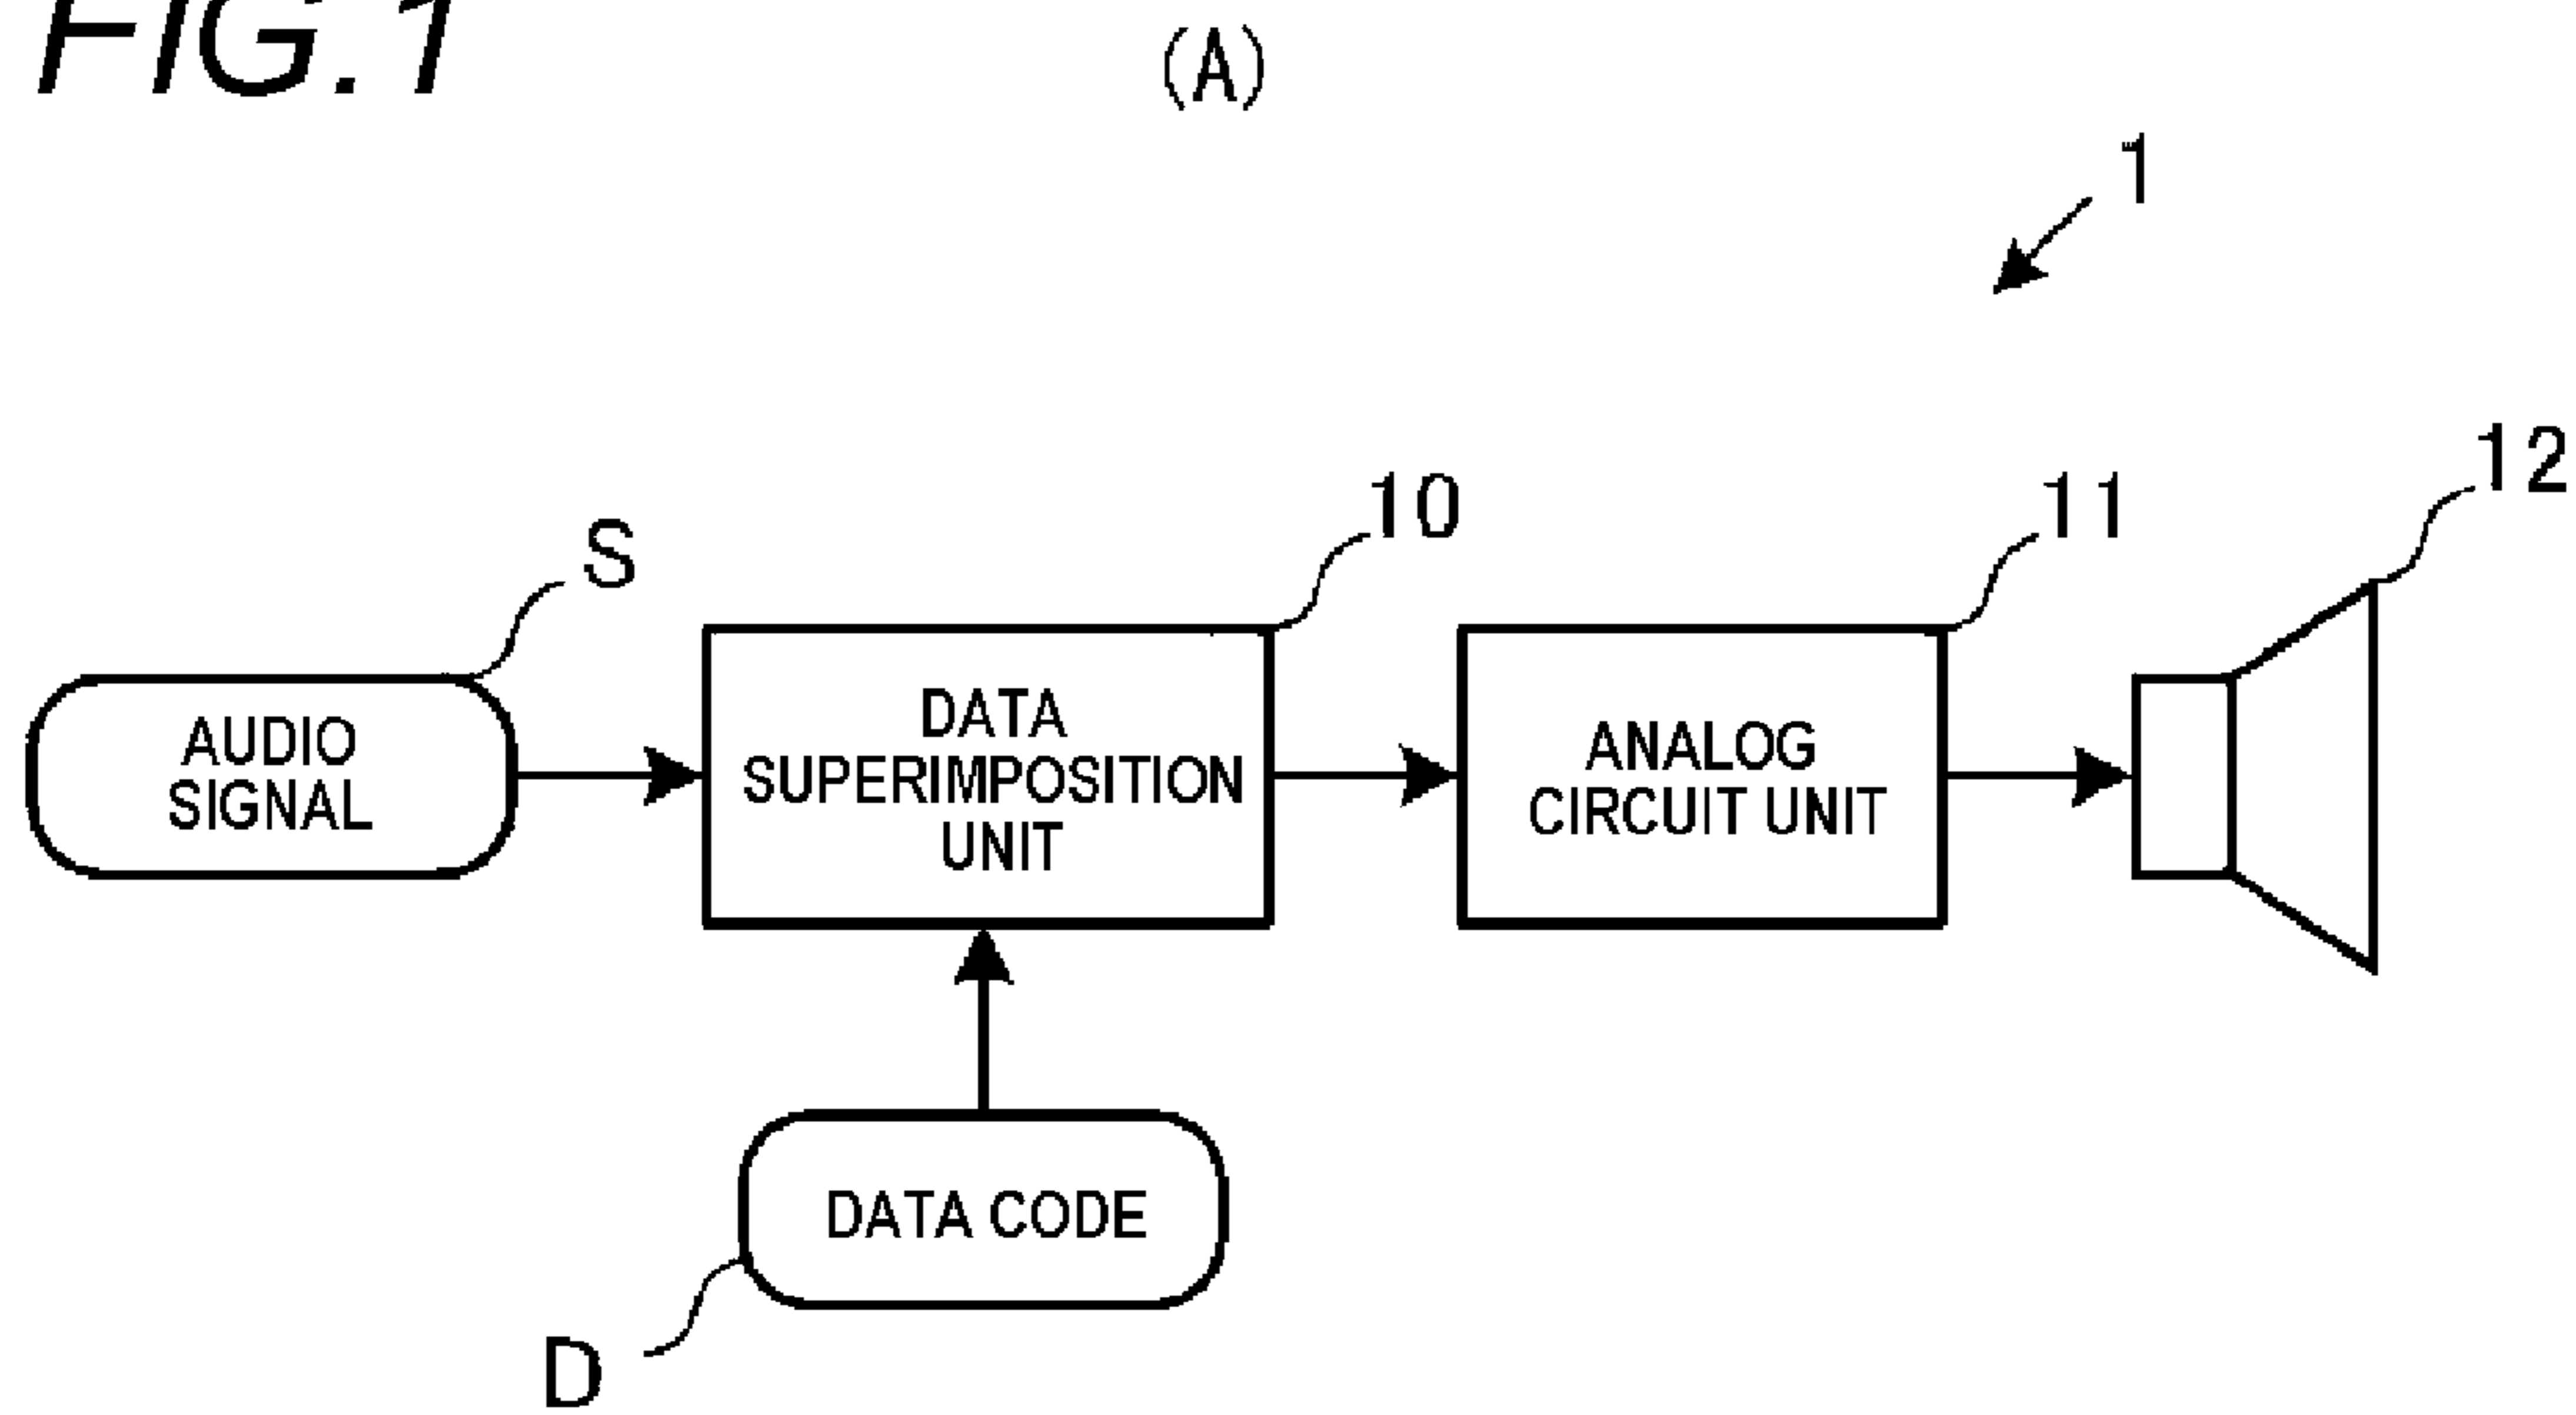 FIG.1
(A)
1
12
10
11
S
AUDIO
SIGNAL
DATA
SUPERIMPOSITION
UNIT
ANALOG
CIRCUIT UNIT
DATA CODE
D